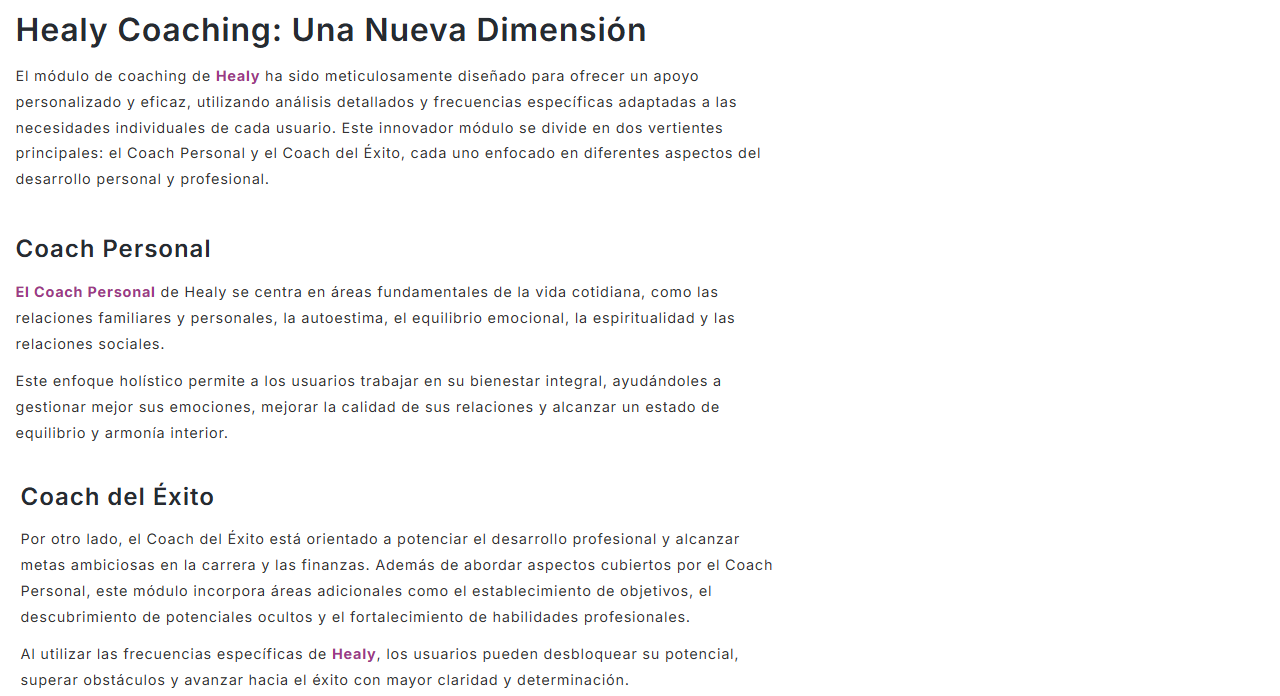 Healy Coaching: Una Nueva Dimensión
El módulo de coaching de Healy ha sido meticulosamente diseñado para ofrecer un apoyo
personalizado y eficaz, utilizando análisis detallados y frecuencias específicas adaptadas a las
necesidades individuales de cada usuario. Este innovador módulo se divide en dos vertientes
principales: el Coach Personal y el Coach del Éxito, cada uno enfocado en diferentes aspectos del
desarrollo personal y profesional.
Coach Personal
El Coach Personal de Healy se centra en áreas fundamentales de la vida cotidiana, como las
relaciones familiares y personales, la autoestima, el equilibrio emocional, la espiritualidad y las
relaciones sociales.
Este enfoque holístico permite a los usuarios trabajar en su bienestar integral, ayudándoles a
gestionar mejor sus emociones, mejorar la calidad de sus relaciones y alcanzar un estado de
equilibrio y armonía interior.
Coach del Éxito
Por otro lado, el Coach del Éxito está orientado a potenciar el desarrollo profesional y alcanzar
metas ambiciosas en la carrera y las finanzas. Además de abordar aspectos cubiertos por el Coach
Personal, este módulo incorpora áreas adicionales como el establecimiento de objetivos, el
descubrimiento de potenciales ocultos y el fortalecimiento de habilidades profesionales.
Al utilizar las frecuencias específicas de Healy, los usuarios pueden desbloquear su potencial,
superar obstáculos y avanzar hacia el éxito con mayor claridad y determinación.